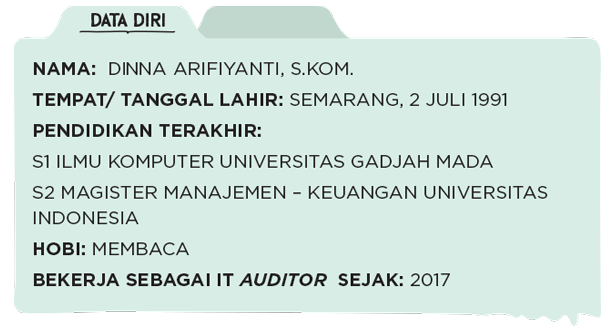 DATA DIRI
NAMA: DINNA ARIFIYANTI, S.KOM.
TEMPAT/ TANGGAL LAHIR: SEMARANG, 2 JULI 1991
PENDIDIKAN TERAKHIR:
S1 ILMU KOMPUTER UNIVERSITAS GADJAH MADA
S2 MAGISTER MANAJEMEN – KEUANGAN UNIVERSITAS
INDONESIA
HOBI: MEMBACA
BEKERJA SEBAGAI IT AUDITOR SEJAK: 2017